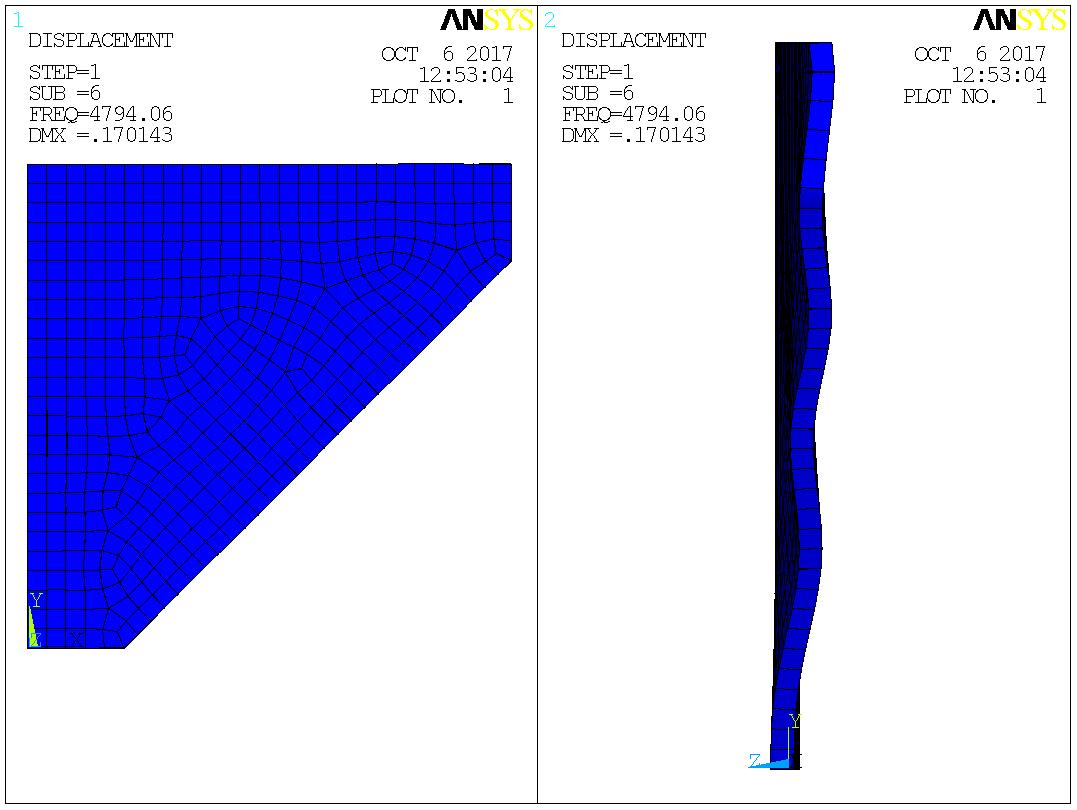 1
ANSYS
DISPLACEMENT
OCT  6 2017
12:53:04
PLOT NO.   1
STEP=1
SUB =6
FREQ=4794.06
DMX =.170143
Y
Z X
2
ANSYS
DISPLACEMENT
OCT  6 2017
12:53:04
PLOT NO.   1
STEP=1
SUB =6
FREQ=4794.06
DMX =.170143
Y
Z